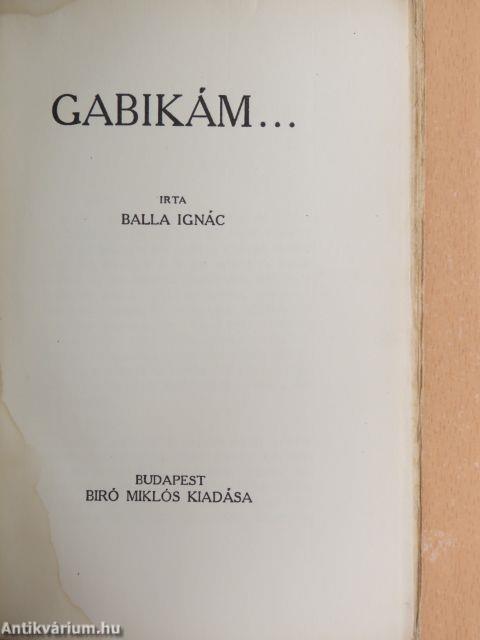 GABIKÁM...
IRTA
BALLA IGNÁC
BUDAPEST
BIRÓ MIKLÓS KIADÁSA
Antikvárium.hu